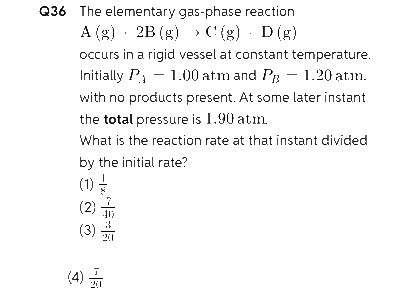 Q36 The elementary gas-phase reaction
A (g) · 2B (g) → C (g) · D (g)
occurs in a rigid vessel at constant temperature.
Initially P_A = 1.00 atm and P_B = 1.20 atm.
with no products present. At some later instant
the total pressure is 1.90 atm.
What is the reaction rate at that instant divided
by the initial rate?
(1) 1/8
(2) 7/40
(3) 3/20
(4) 7/20